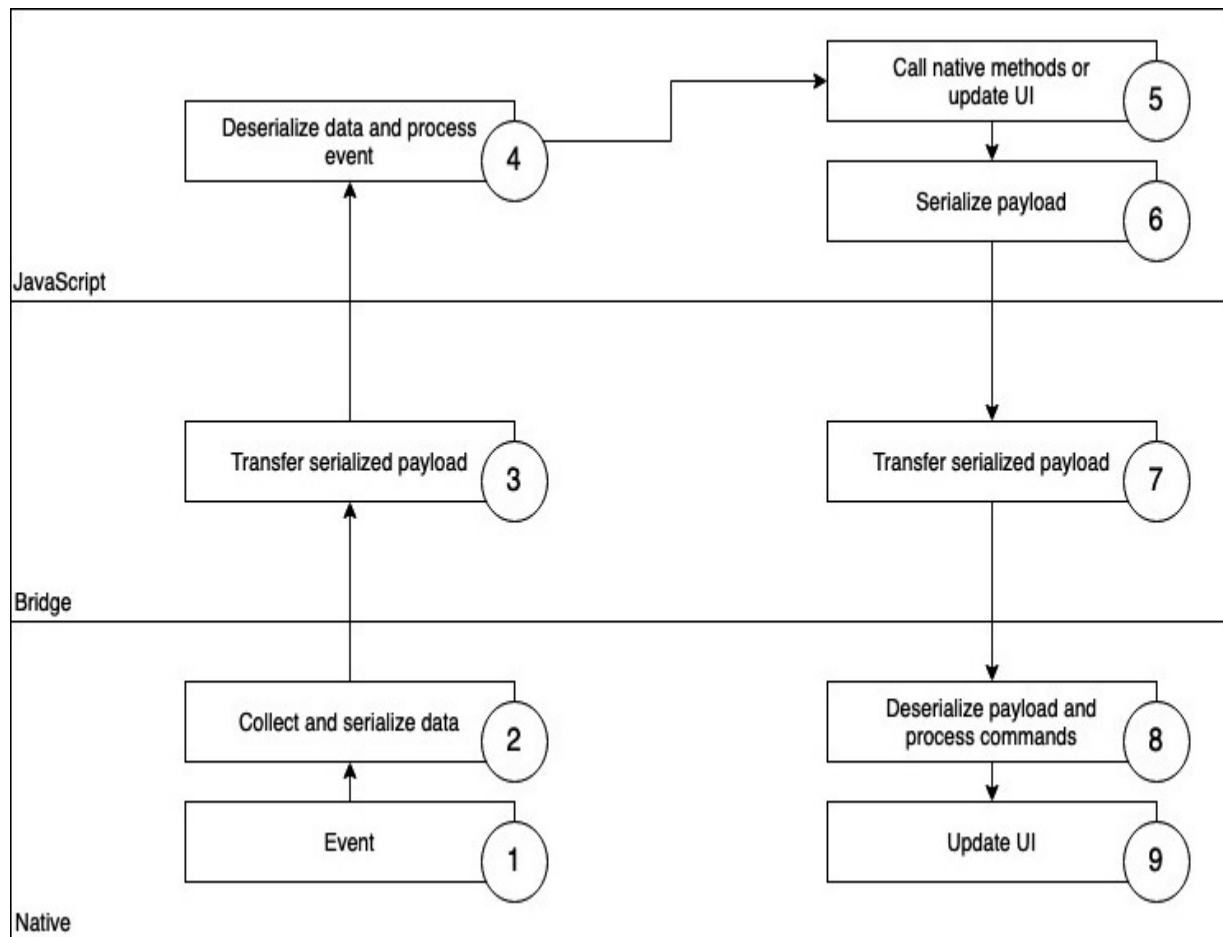 Call native methods or
update UI
5
Deserialize data and process
event
4
Serialize payload
6
JavaScript
Transfer serialized payload
3
Transfer serialized payload
7
Bridge
Collect and serialize data
2
Deserialize payload and
process commands
8
Event
1
Update UI
9
Native